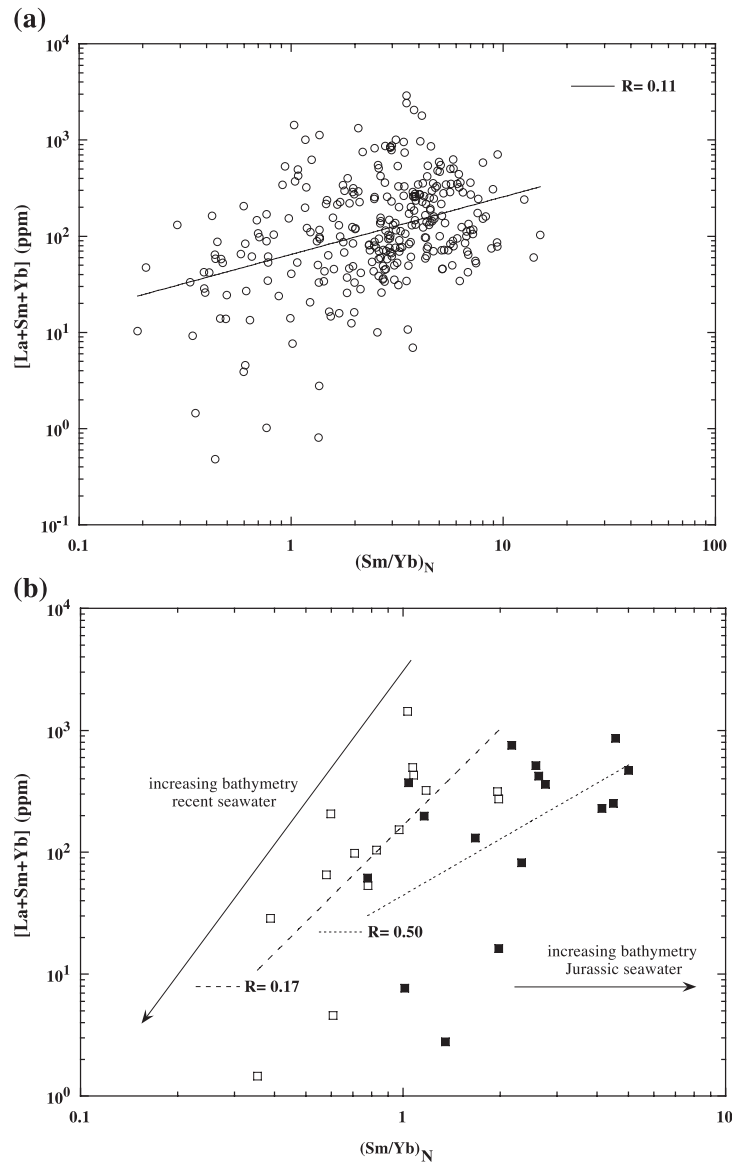 (a)
10^4
10^3
10^2
10^1
10^0
10^-1
[La+Sm+Yb] (ppm)
R= 0.11
0.1 1 10 100
(Sm/Yb)N
(b)
10^4
10^3
10^2
10^1
10^0
[La+Sm+Yb] (ppm)
increasing bathymetry
recent seawater
R= 0.50
R= 0.17
increasing bathymetry
Jurassic seawater
0.1 1 10
(Sm/Yb)N